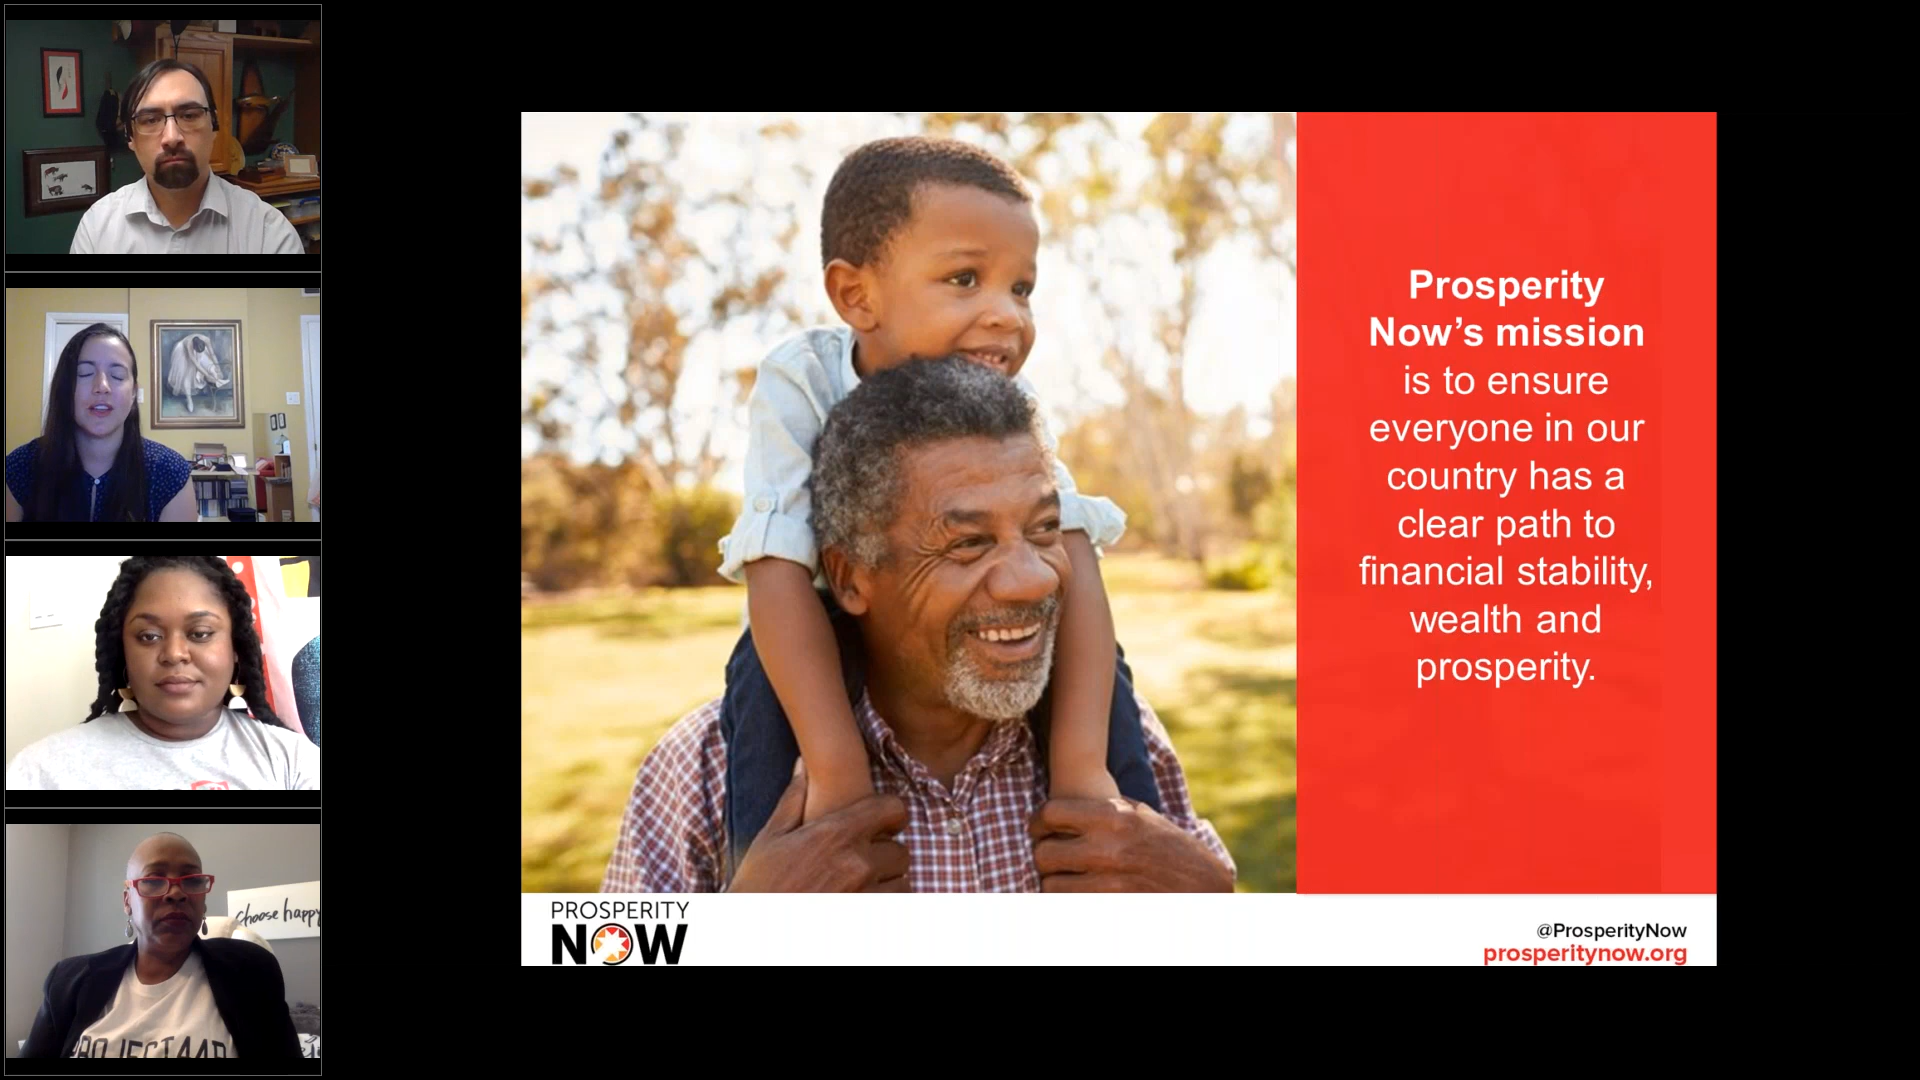 Prosperity
Now's mission
is to ensure
everyone in our
country has a
clear path to
financial stability,
wealth and
prosperity.
PROSPERITY
NOW
@ProsperityNow
prosperitynow.org
choose happy